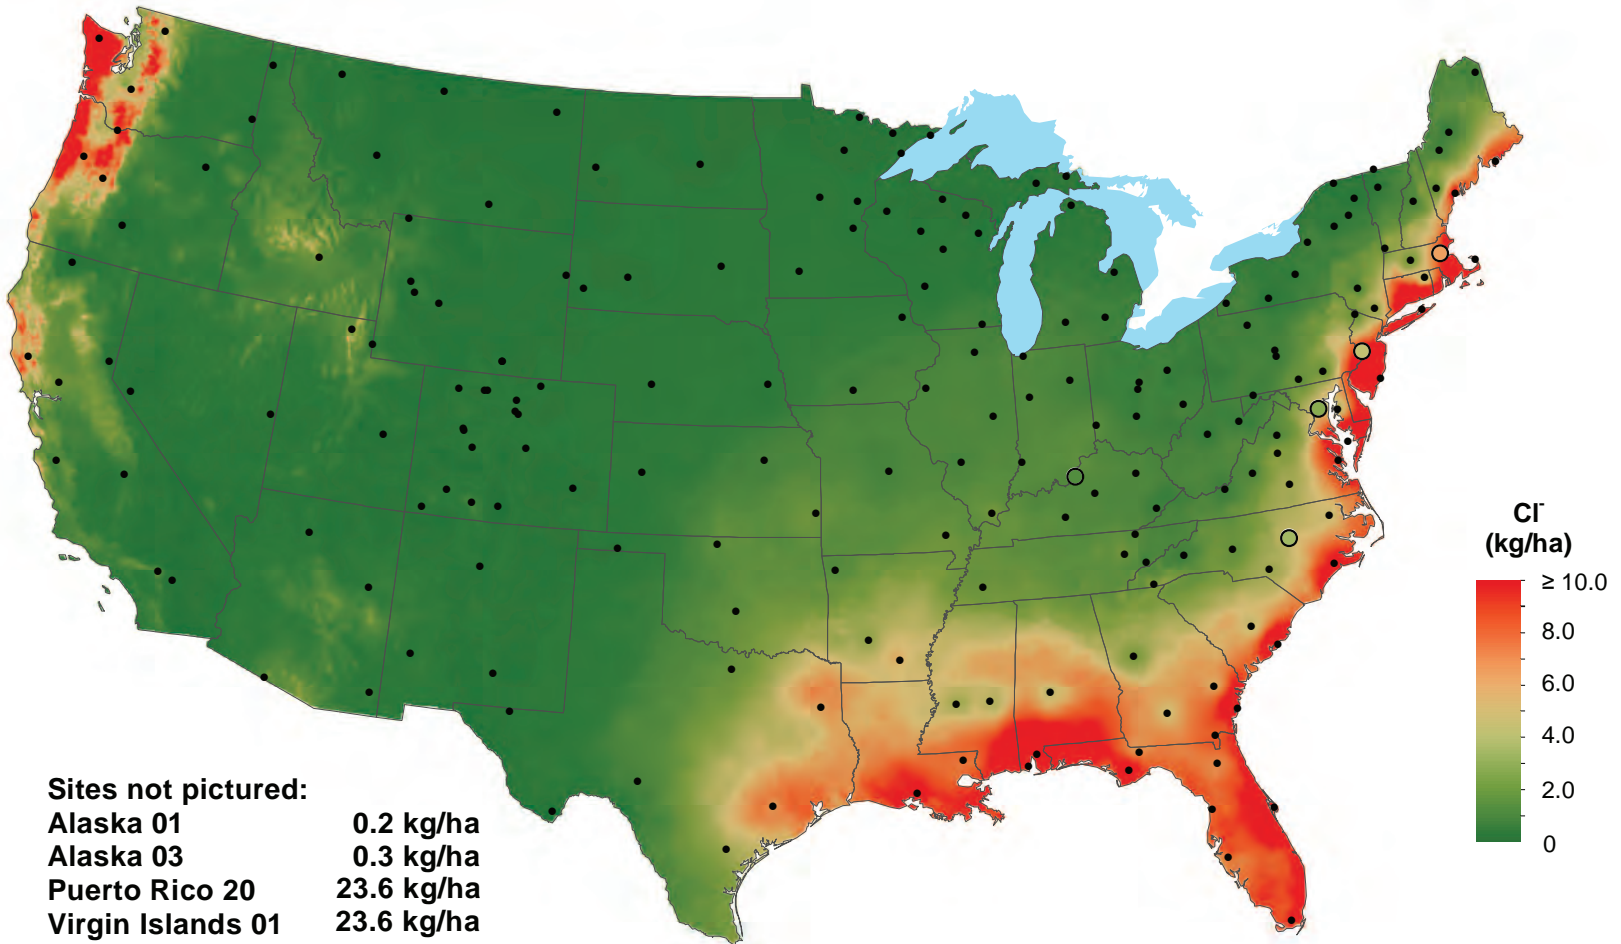 Cl⁻
(kg/ha)
≥ 10.0
8.0
6.0
4.0
2.0
0
Sites not pictured:
Alaska 01 0.2 kg/ha
Alaska 03 0.3 kg/ha
Puerto Rico 20 23.6 kg/ha
Virgin Islands 01 23.6 kg/ha